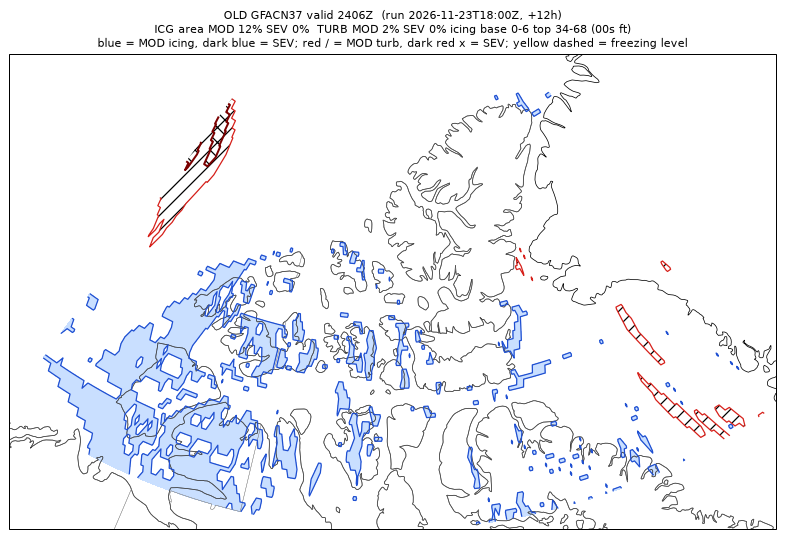 OLD GFACN37 valid 2406Z (run 2026-11-23T18:00Z, +12h)
ICG area MOD 12% SEV 0% TURB MOD 2% SEV 0% icing base 0-6 top 34-68 (00s ft)
blue = MOD icing, dark blue = SEV; red / = MOD turb, dark red x = SEV; yellow dashed = freezing level